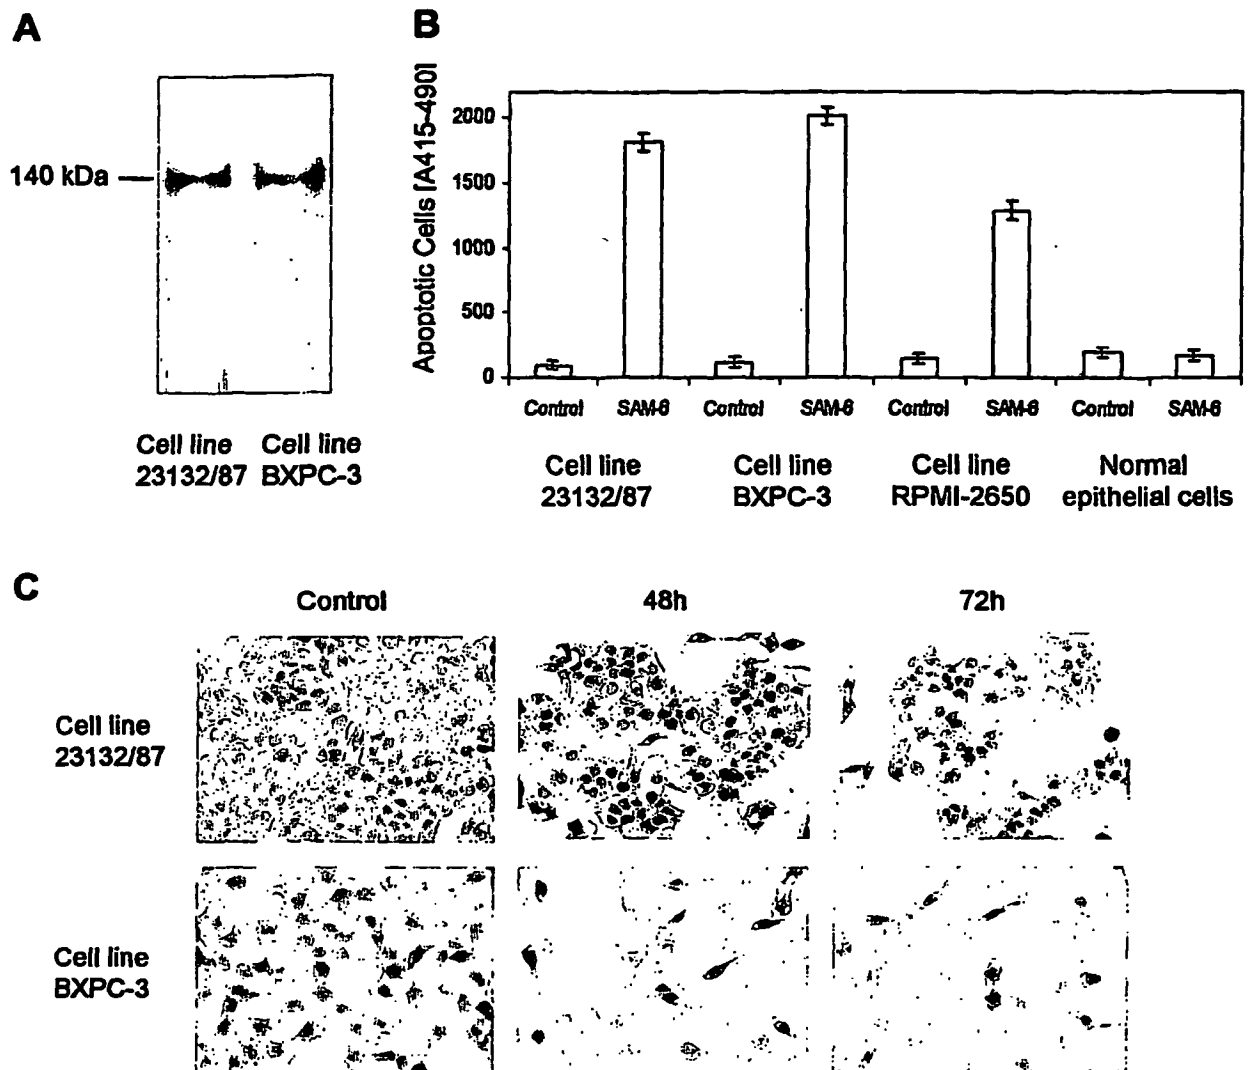 A
140 kDa
Cell line
23132/87
Cell line
BXPC-3
B
Apoptotic Cells [A415-490]
2000
1500
1000
500
0
Control
SAM-6
Control
SAM-6
Control
SAM-6
Control
SAM-6
Cell line
23132/87
Cell line
BXPC-3
Cell line
RPMI-2650
Normal
epithelial cells
C
Control
48h
72h
Cell line
23132/87
Cell line
BXPC-3